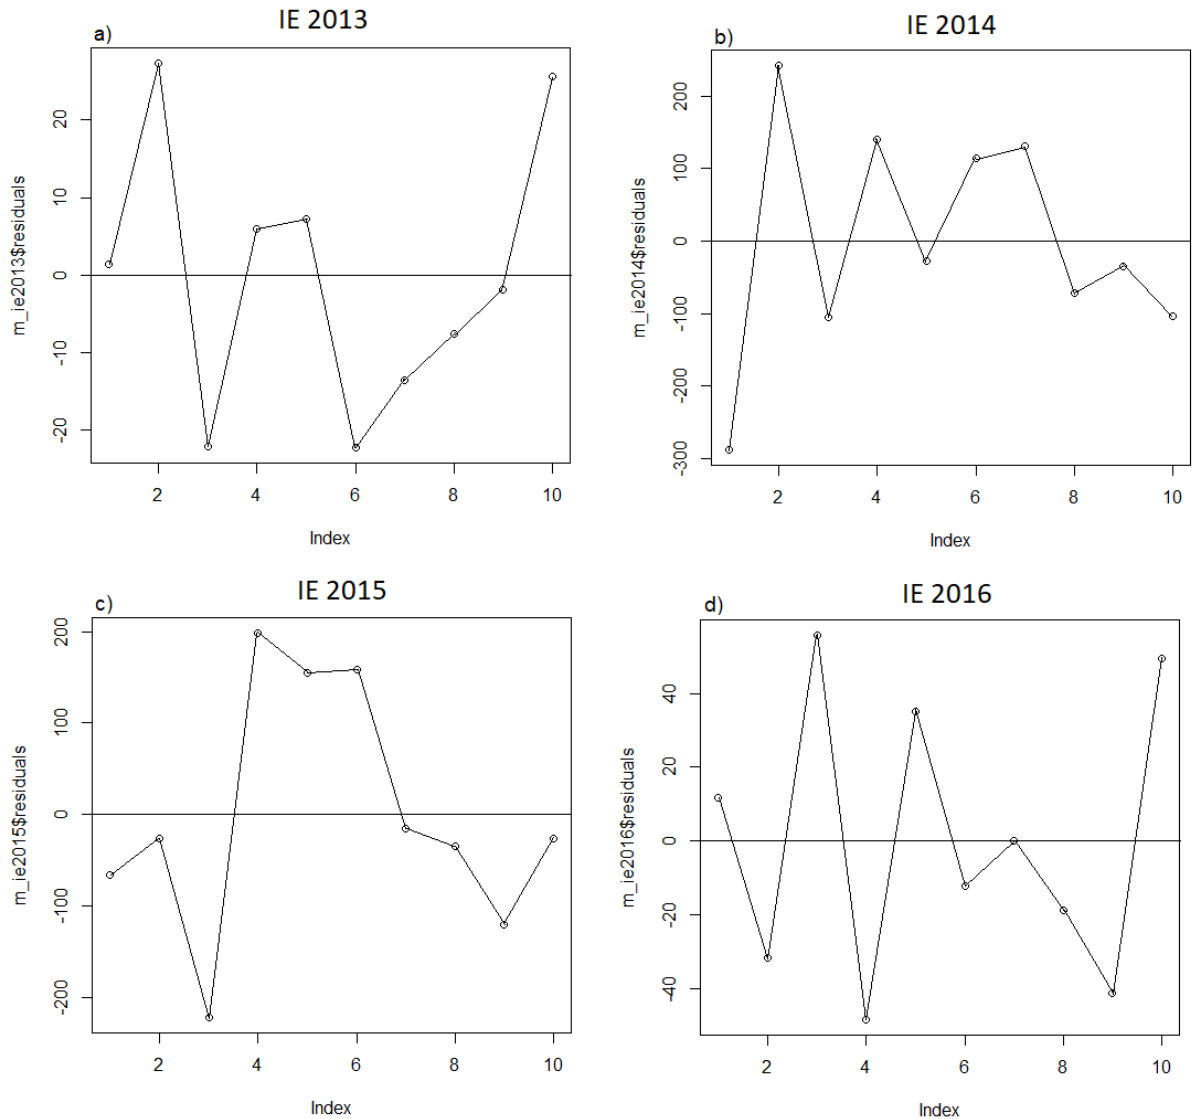 IE 2013
a)
20
10
0
-10
-20
m_ie2013$residuals
2 4 6 8 10
Index
IE 2014
b)
200
100
0
-100
-200
-300
m_ie2014$residuals
2 4 6 8 10
Index
IE 2015
c)
200
100
0
-100
-200
m_ie2015$residuals
2 4 6 8 10
Index
IE 2016
d)
40
20
0
-20
-40
m_ie2016$residuals
2 4 6 8 10
Index